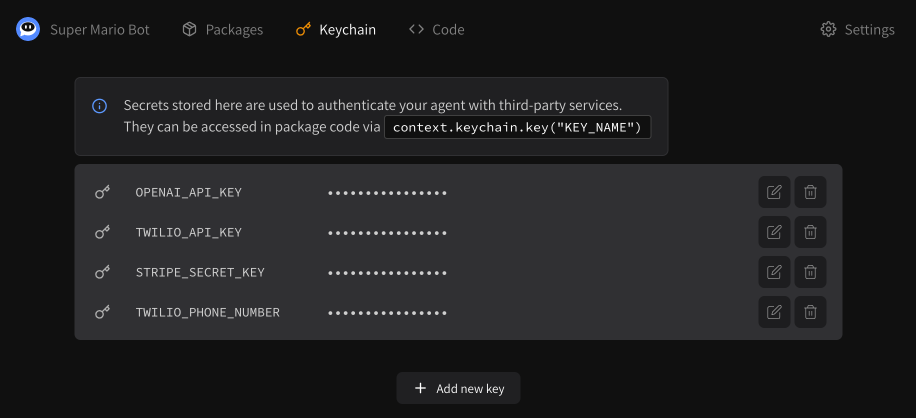 Super Mario Bot Packages Keychain Code Settings
Secrets stored here are used to authenticate your agent with third-party services.
They can be accessed in package code via context.keychain.key("KEY_NAME")
OPENAI_API_KEY ••••••••••••••••
TWILIO_API_KEY ••••••••••••••••
STRIPE_SECRET_KEY ••••••••••••••••
TWILIO_PHONE_NUMBER ••••••••••••••••
Add new key